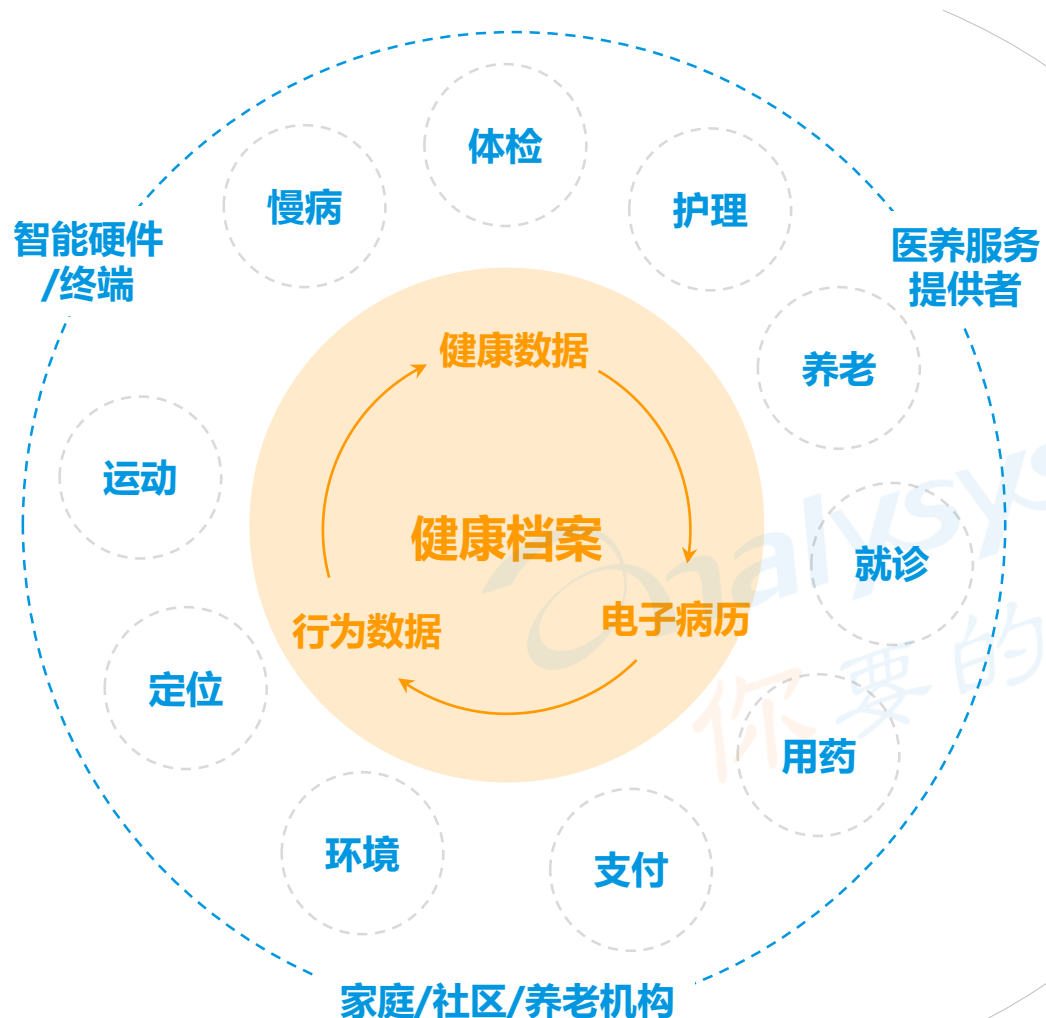 体检
慢病
护理
智能硬件
/终端
医养服务
提供者
健康数据
养老
运动
健康档案
就诊
行为数据
电子病历
定位
用药
环境
支付
家庭/社区/养老机构
analysys
你要的